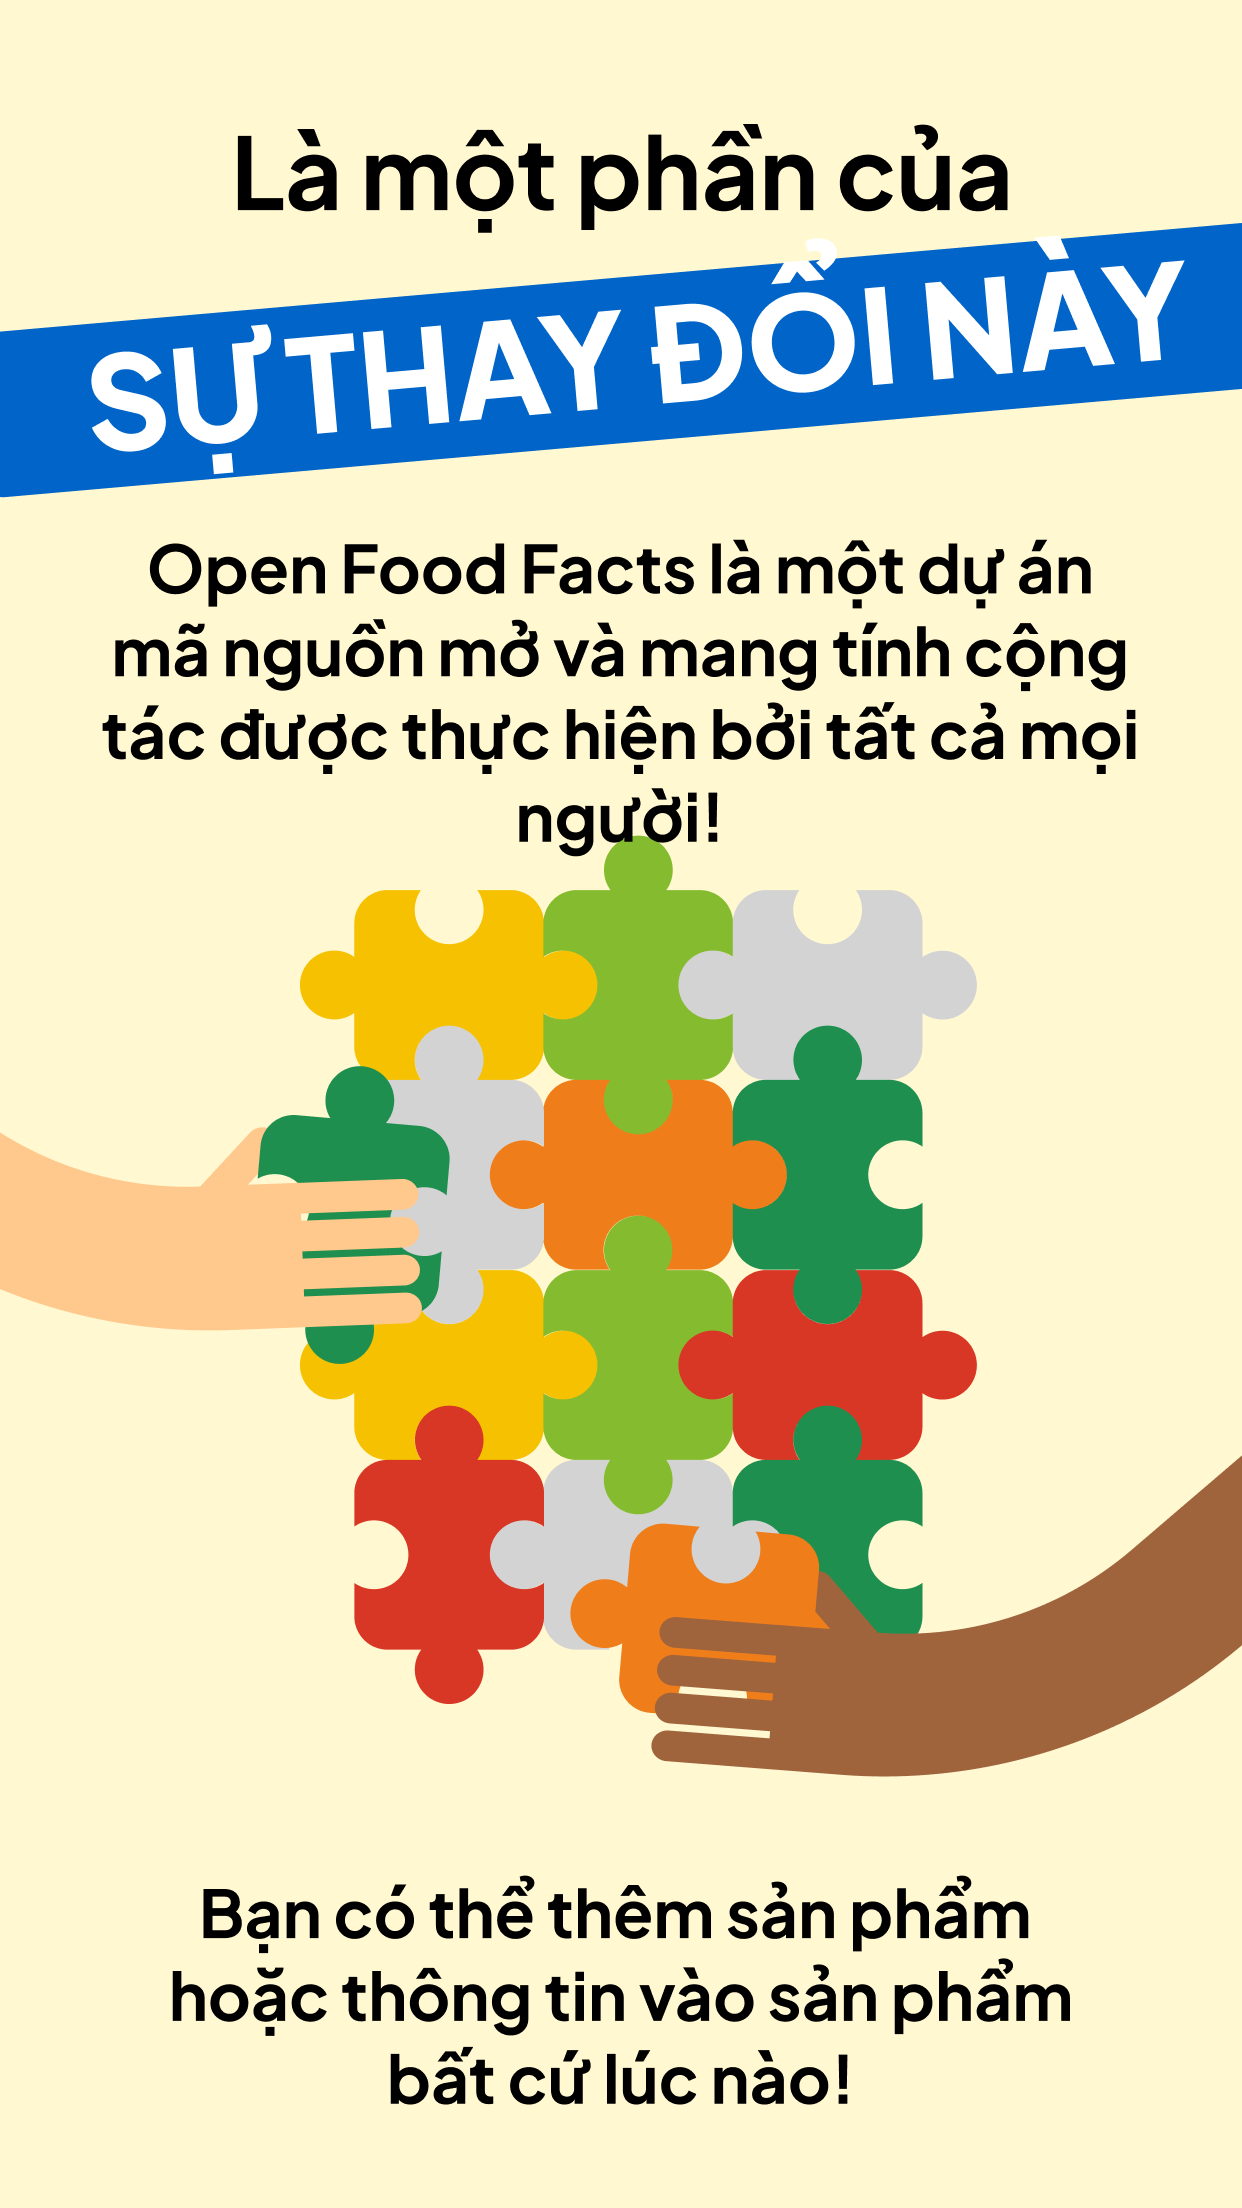 Là một phần của
SỰ THAY ĐỔI NÀY
Open Food Facts là một dự án
mã nguồn mở và mang tính cộng
tác được thực hiện bởi tất cả mọi
người!
Bạn có thể thêm sản phẩm
hoặc thông tin vào sản phẩm
bất cứ lúc nào!